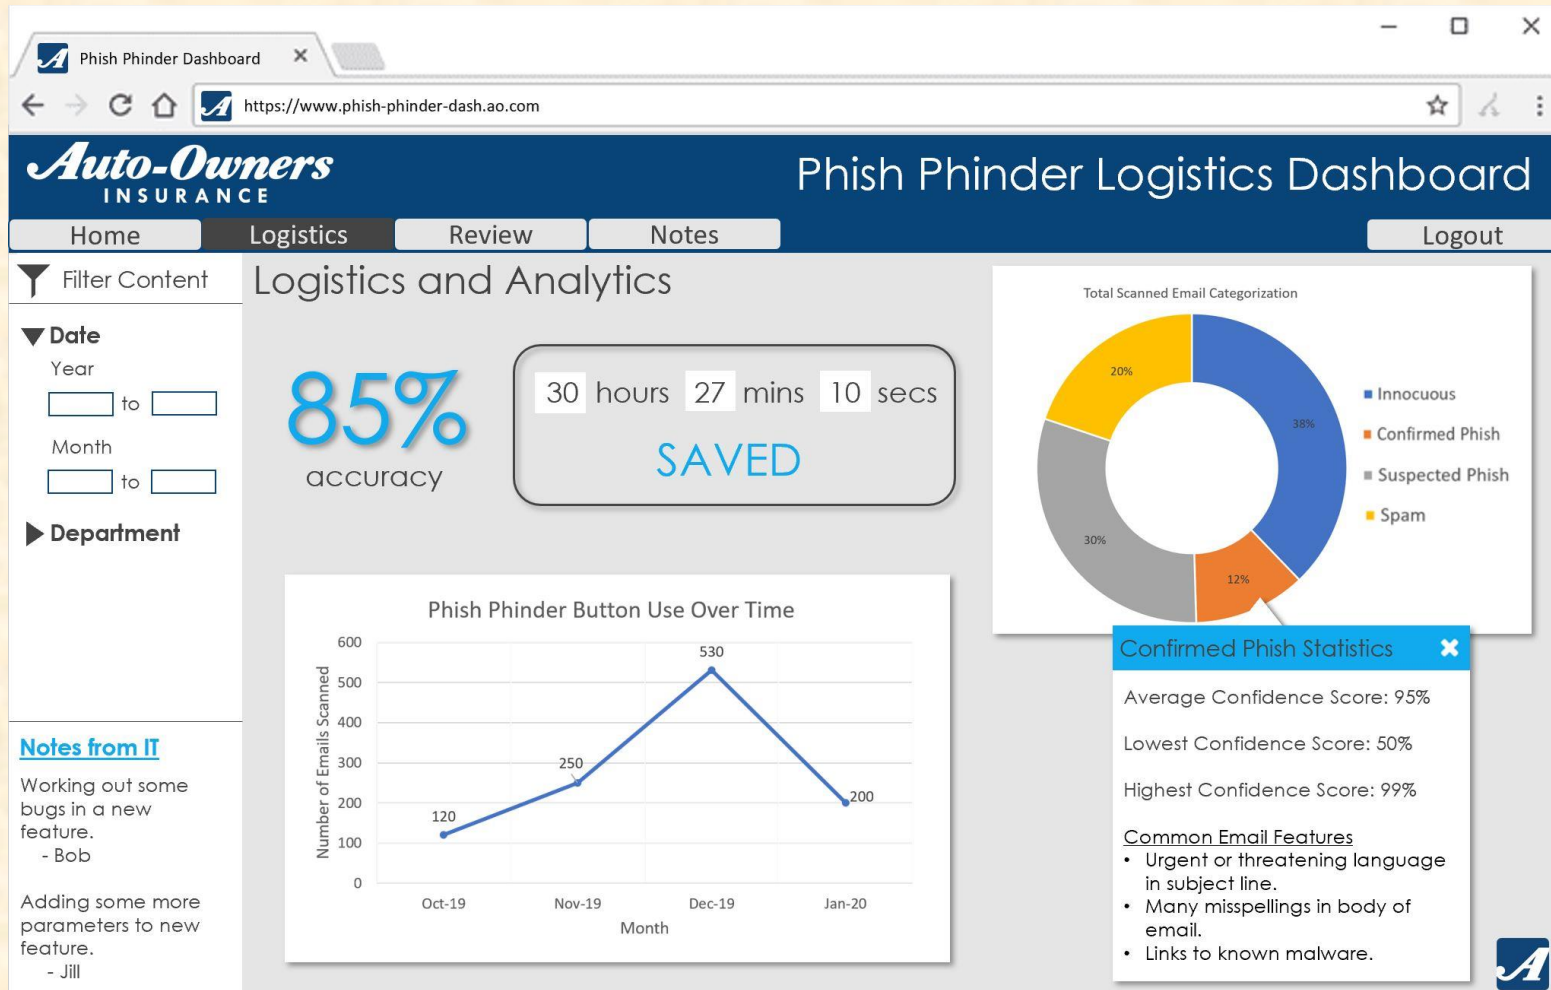 Phish Phinder Dashboard
https://www.phish-phinder-dash.ao.com
Auto-Owners
INSURANCE
Phish Phinder Logistics Dashboard
Home
Logistics
Review
Notes
Logout
Filter Content
Date
Year
to
Month
to
Department
Notes from IT
Working out some
bugs in a new
feature.
- Bob
Adding some more
parameters to new
feature.
- Jill
Logistics and Analytics
85%
accuracy
30 hours 27 mins 10 secs
SAVED
Phish Phinder Button Use Over Time
Number of Emails Scanned
600
500
400
300
200
100
0
120
250
530
200
Oct-19
Nov-19
Dec-19
Jan-20
Month
Total Scanned Email Categorization
20%
38%
30%
12%
Innocuous
Confirmed Phish
Suspected Phish
Spam
Confirmed Phish Statistics
Average Confidence Score: 95%
Lowest Confidence Score: 50%
Highest Confidence Score: 99%
Common Email Features
• Urgent or threatening language
in subject line.
• Many misspellings in body of
email.
• Links to known malware.
A